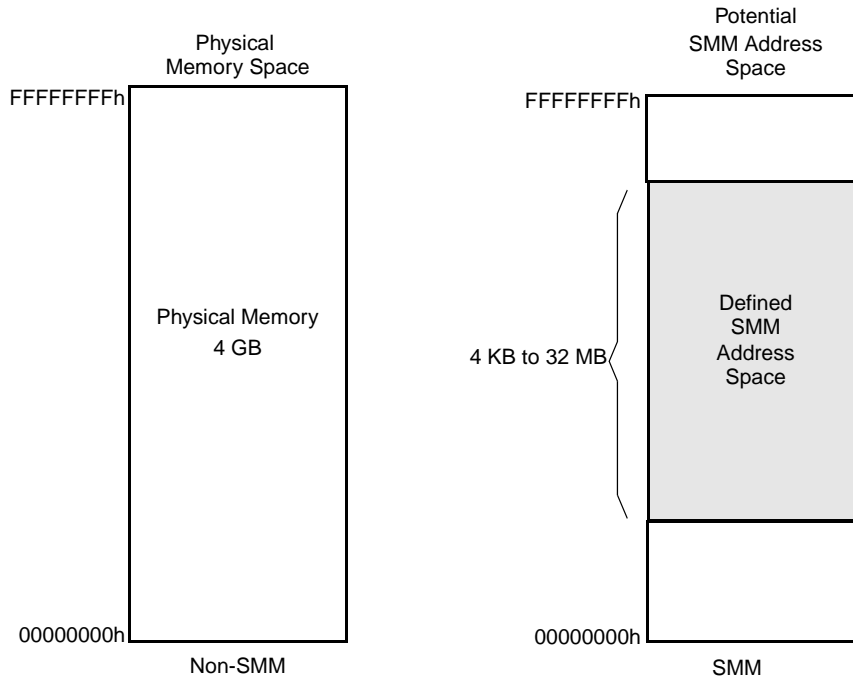 Physical
Memory Space
FFFFFFFFh
Physical Memory
4 GB
00000000h
Non-SMM
Potential
SMM Address
Space
FFFFFFFFh
4 KB to 32 MB
Defined
SMM
Address
Space
00000000h
SMM